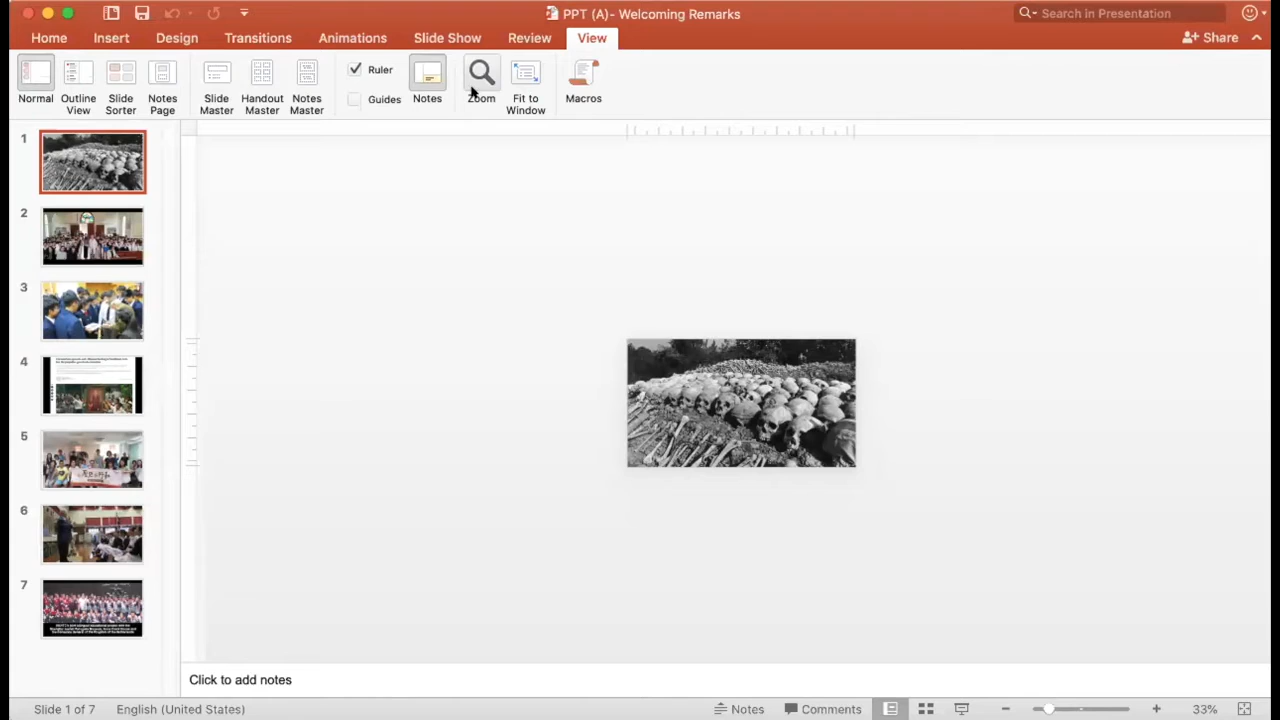 PPT (A)- Welcoming Remarks
Search in Presentation
Home Insert Design Transitions Animations Slide Show Review View
Share
Normal
Outline View
Slide Sorter
Notes Page
Slide Master
Handout Master
Notes Master
Ruler
Guides
Notes
Zoom
Fit to Window
Macros
1
2
3
4
5
6
7
Click to add notes
Slide 1 of 7 English (United States) Notes Comments 33%